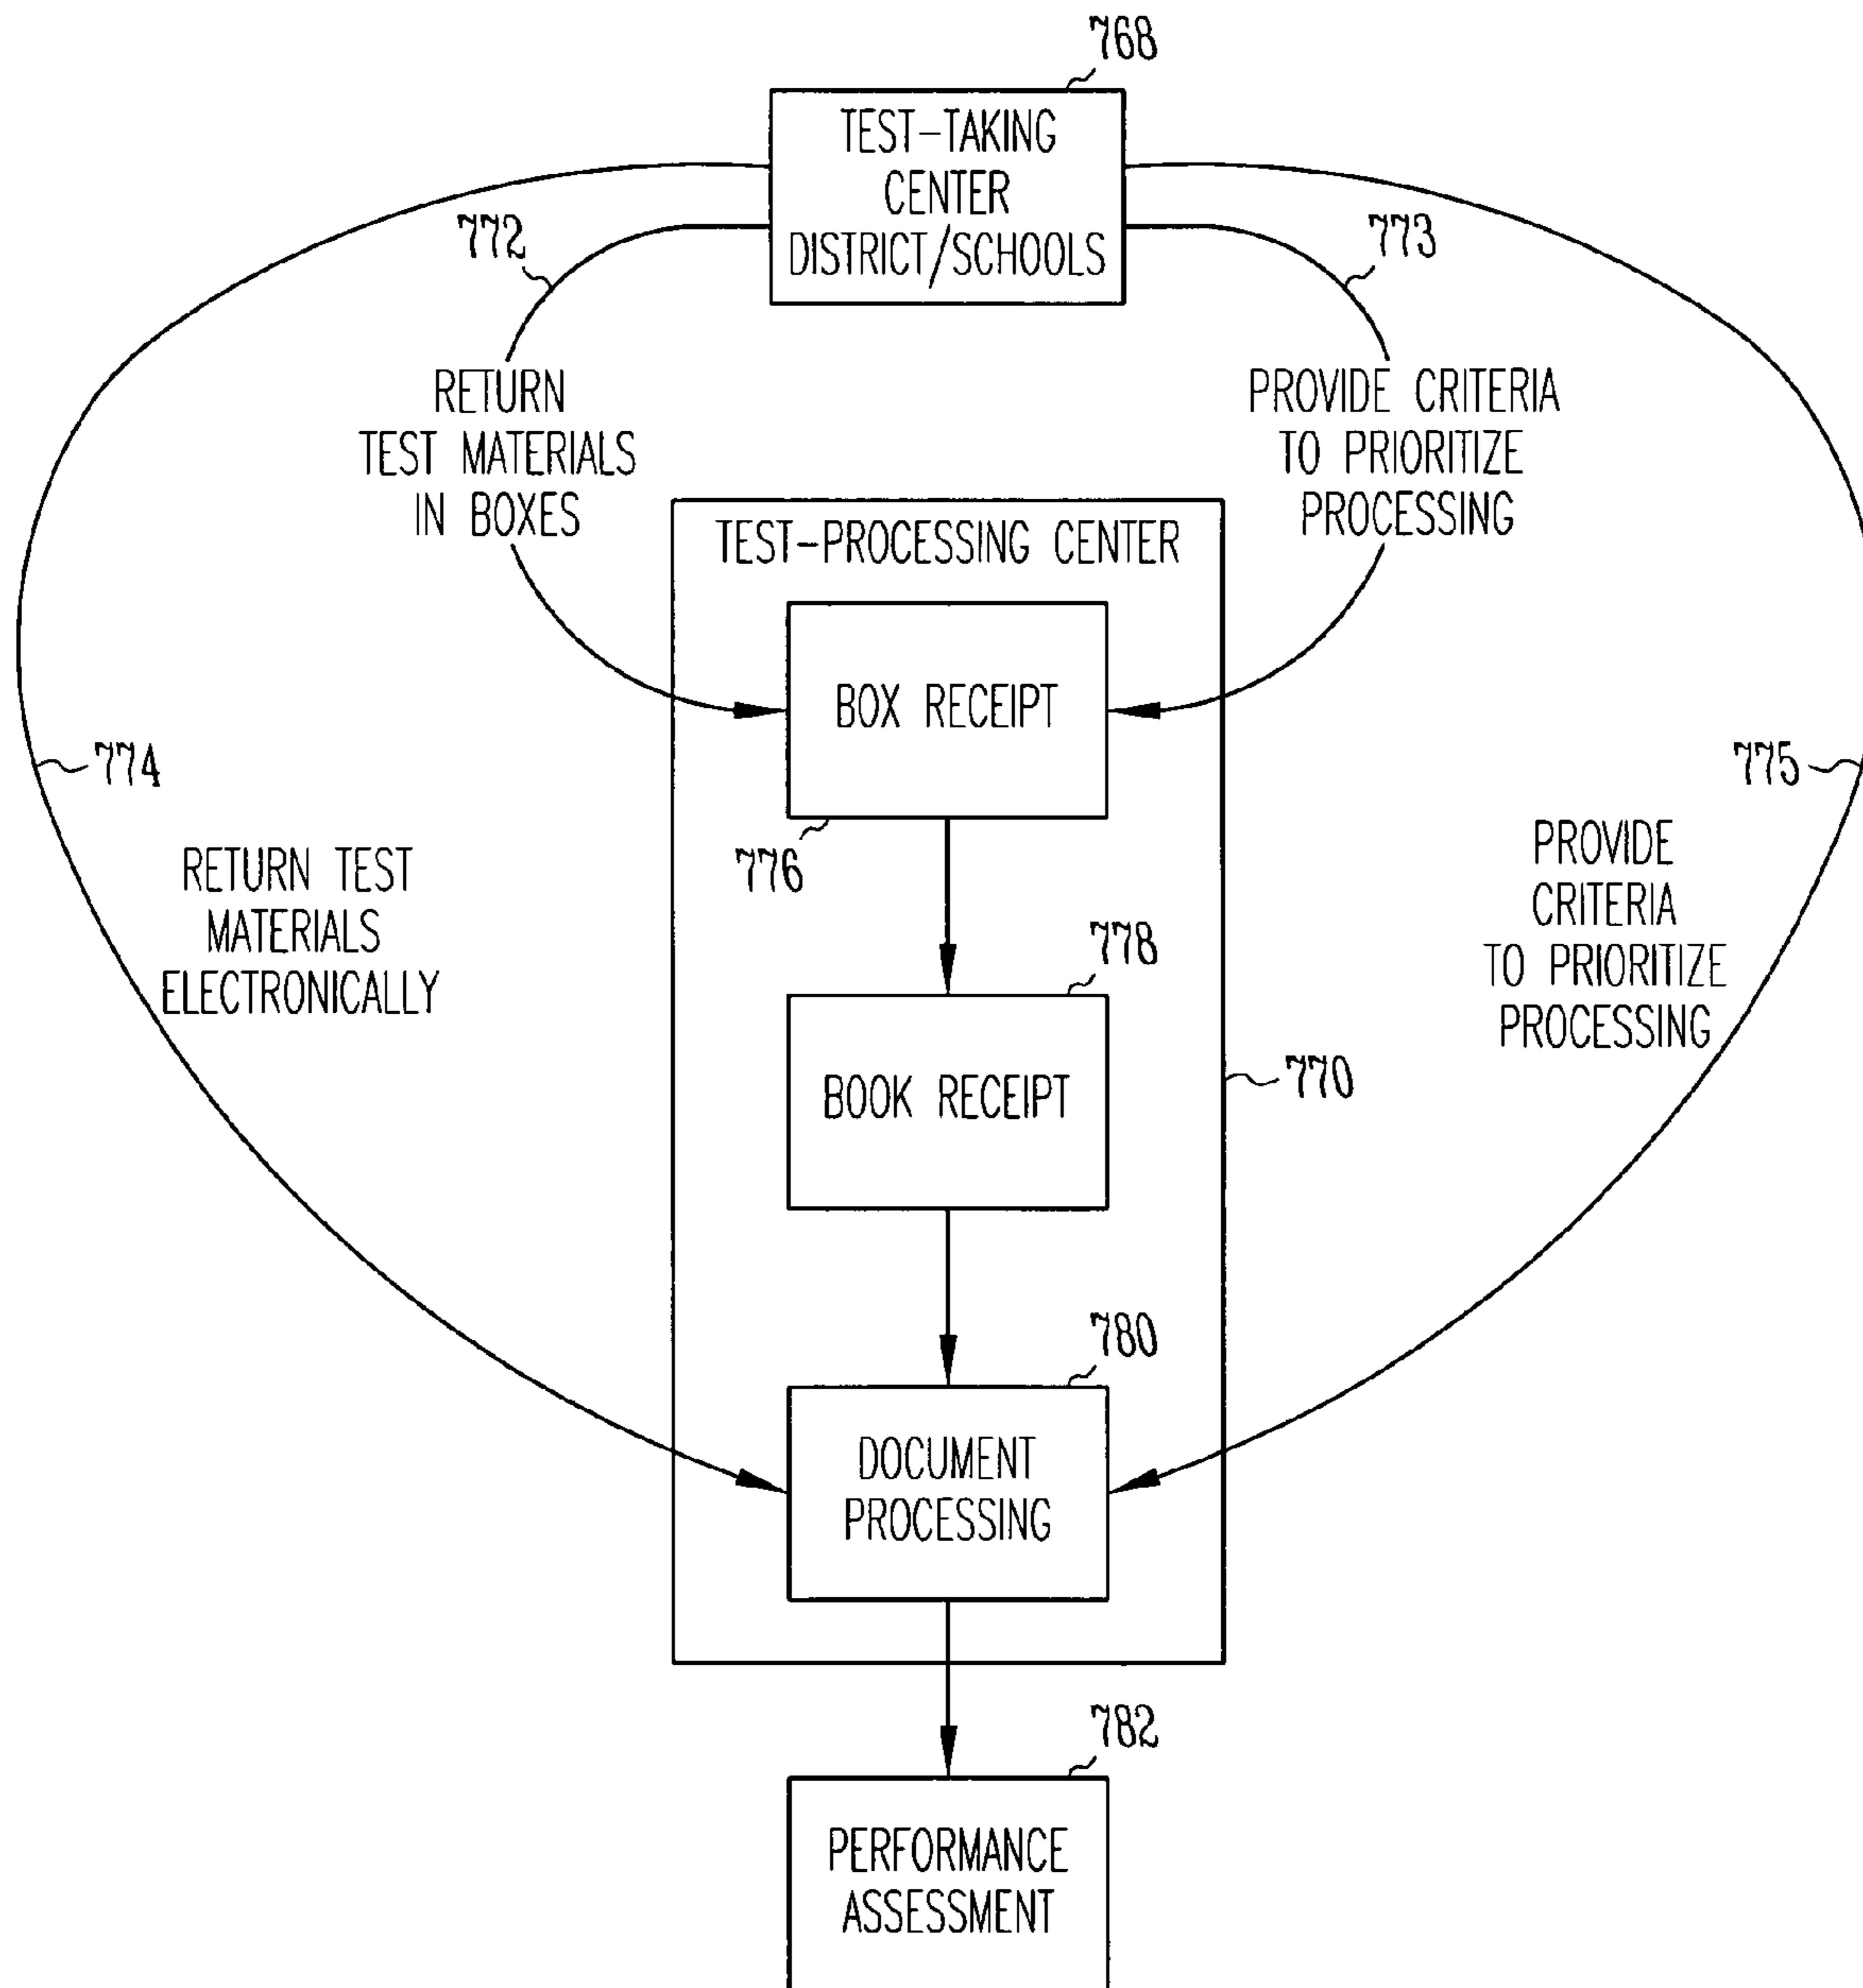 768
TEST-TAKING
CENTER
DISTRICT/SCHOOLS
772
773
RETURN
TEST MATERIALS
IN BOXES
PROVIDE CRITERIA
TO PRIORITIZE
PROCESSING
TEST-PROCESSING CENTER
BOX RECEIPT
774
775
776
RETURN TEST
MATERIALS
ELECTRONICALLY
PROVIDE
CRITERIA
TO PRIORITIZE
PROCESSING
778
BOOK RECEIPT
770
780
DOCUMENT
PROCESSING
782
PERFORMANCE
ASSESSMENT